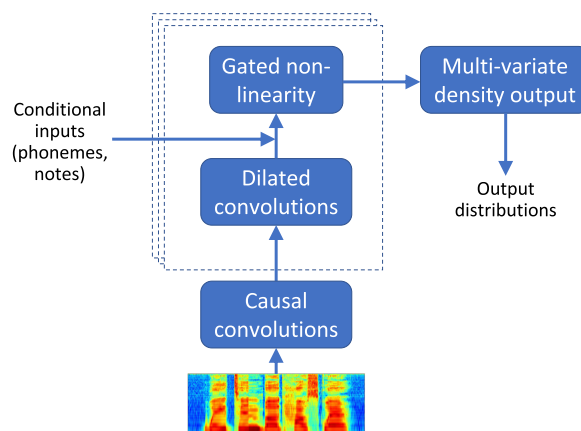 Gated non-
linearity
Multi-variate
density output
Conditional
inputs
(phonemes,
notes)
Dilated
convolutions
Output
distributions
Causal
convolutions